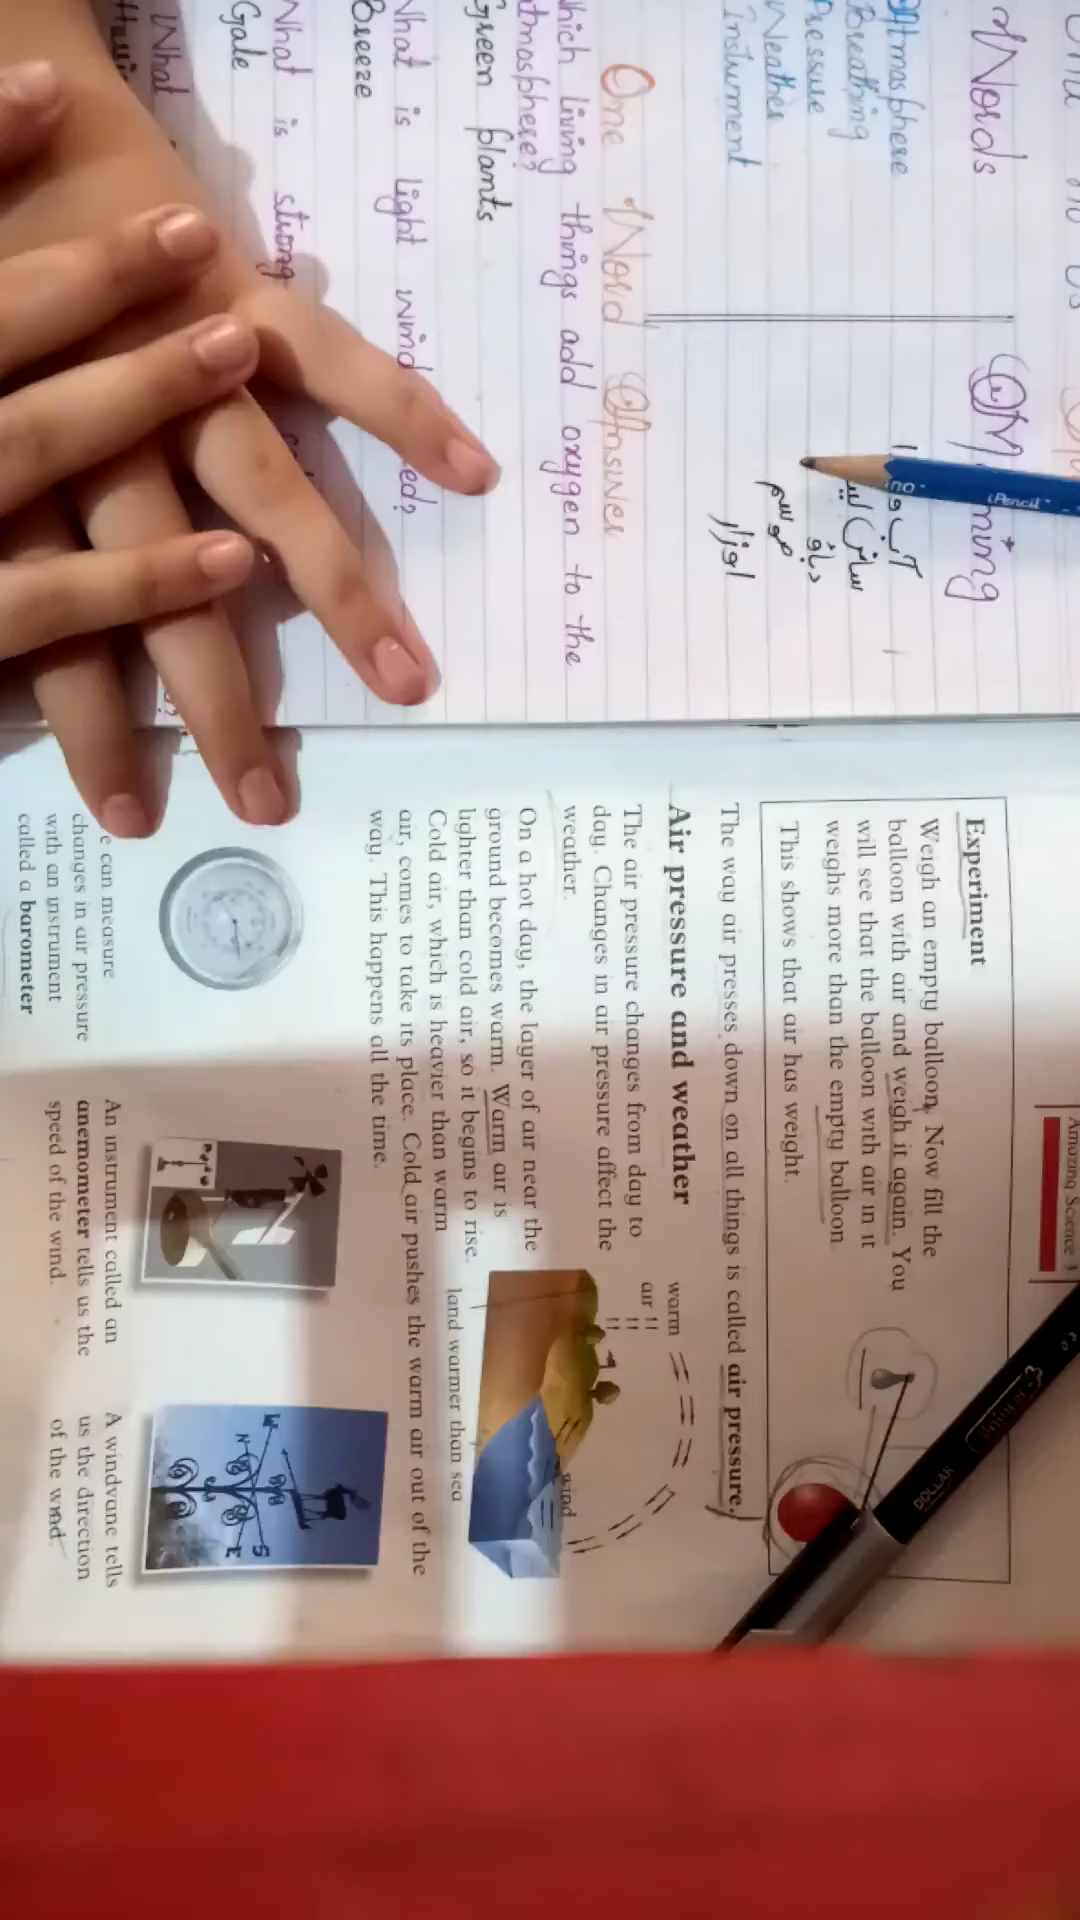 Words
Atmosphere
Breathing
Pressue
Weather
Insturment
آب و
سانس لی
دباؤ
موسم
اوزار
One Word Answer
which living things add oxygen to the
atmosphere?
Green plants
What is light wind
ed?
Breeze
What is strong
Gale
What
Amazing Science 3
Experiment
Weigh an empty balloon. Now fill the
balloon with air and weigh it again. You
will see that the balloon with air in it
weighs more than the empty balloon.
This shows that air has weight.
The way air presses down on all things is called air pressure.
Air pressure and weather
The air pressure changes from day to
day. Changes in air pressure affect the
weather.
On a hot day, the layer of air near the
ground becomes warm. Warm air is
lighter than cold air, so it begins to rise.
Cold air, which is heavier than warm
air, comes to take its place. Cold air pushes the warm air out of the
way. This happens all the time.
warm
air
wind
land warmer than sea
e can measure
changes in air pressure
with an instrument
called a barometer
An instrument called an
anemometer tells us the
speed of the wind.
W
N
S
E
A windvane tells
us the direction
of the wind.
iPencil
DOLLAR
Pointer